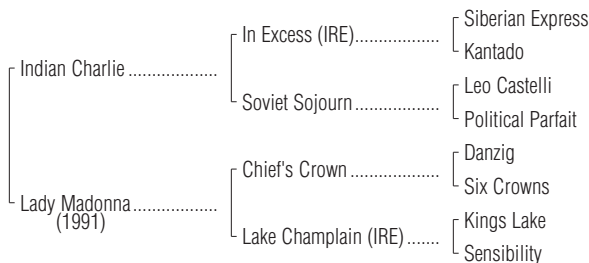 Siberian Express
In Excess (IRE)..................
Kantado
Indian Charlie ..................
Leo Castelli
Soviet Sojourn ..................
Political Parfait
Danzig
Chief's Crown ..................
Six Crowns
Lady Madonna .................
(1991)
Kings Lake
Lake Champlain (IRE) .......
Sensibility